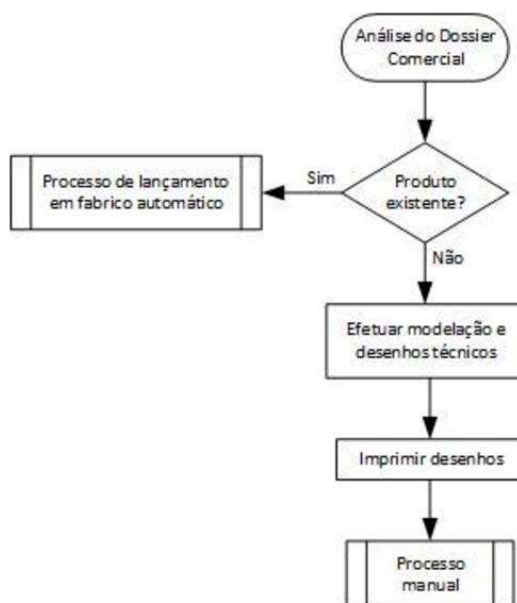 Análise do Dossier
Comercial
Produto
existente?
Sim
Processo de lançamento
em fabrico automático
Não
Efetuar modelação e
desenhos técnicos
Imprimir desenhos
Processo
manual